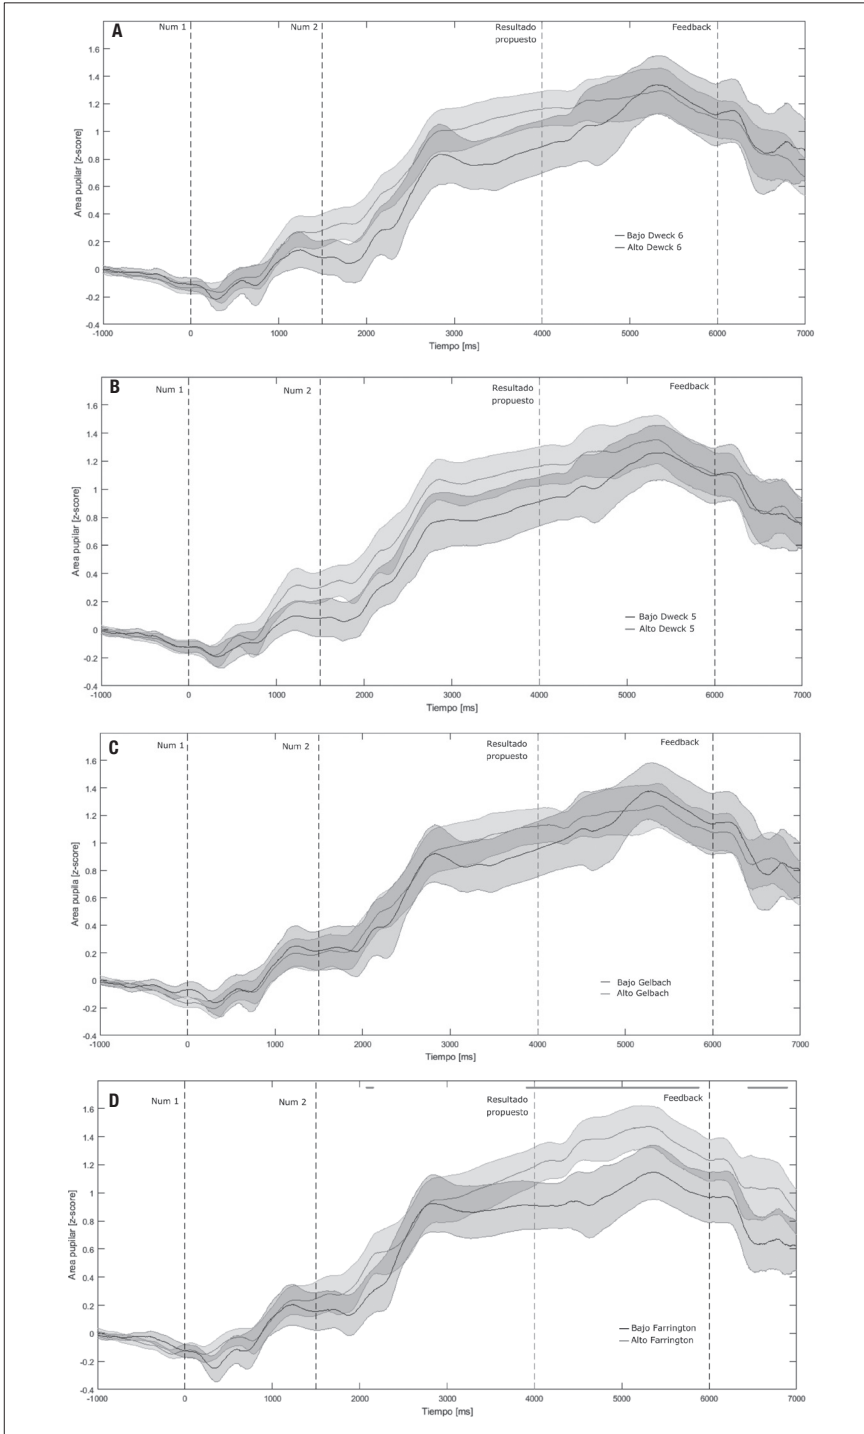 A
Num 1
Num 2
Resultado
propuesto
Feedback
1.6
1.4
1.2
1
0.8
0.6
0.4
0.2
0
-0.2
-0.4
Area pupilar [z-score]
Bajo Dweck 6
Alto Dewck 6
-1000 0 1000 2000 3000 4000 5000 6000 7000
Tiempo [ms]
B
Num 1
Num 2
Resultado
propuesto
Feedback
1.6
1.4
1.2
1
0.8
0.6
0.4
0.2
0
-0.2
-0.4
Area pupilar [z-score]
Bajo Dweck 5
Alto Dewck 5
-1000 0 1000 2000 3000 4000 5000 6000 7000
Tiempo [ms]
C
Num 1
Num 2
Resultado
propuesto
Feedback
1.6
1.4
1.2
1
0.8
0.6
0.4
0.2
0
-0.2
-0.4
Area pupila [z-score]
Bajo Gelbach
Alto Gelbach
-1000 0 1000 2000 3000 4000 5000 6000 7000
Tiempo [ms]
D
Num 1
Num 2
Resultado
propuesto
Feedback
1.6
1.4
1.2
1
0.8
0.6
0.4
0.2
0
-0.2
-0.4
Area pupilar [z-score]
Bajo Farrington
Alto Farrington
-1000 0 1000 2000 3000 4000 5000 6000 7000
Tiempo [ms]